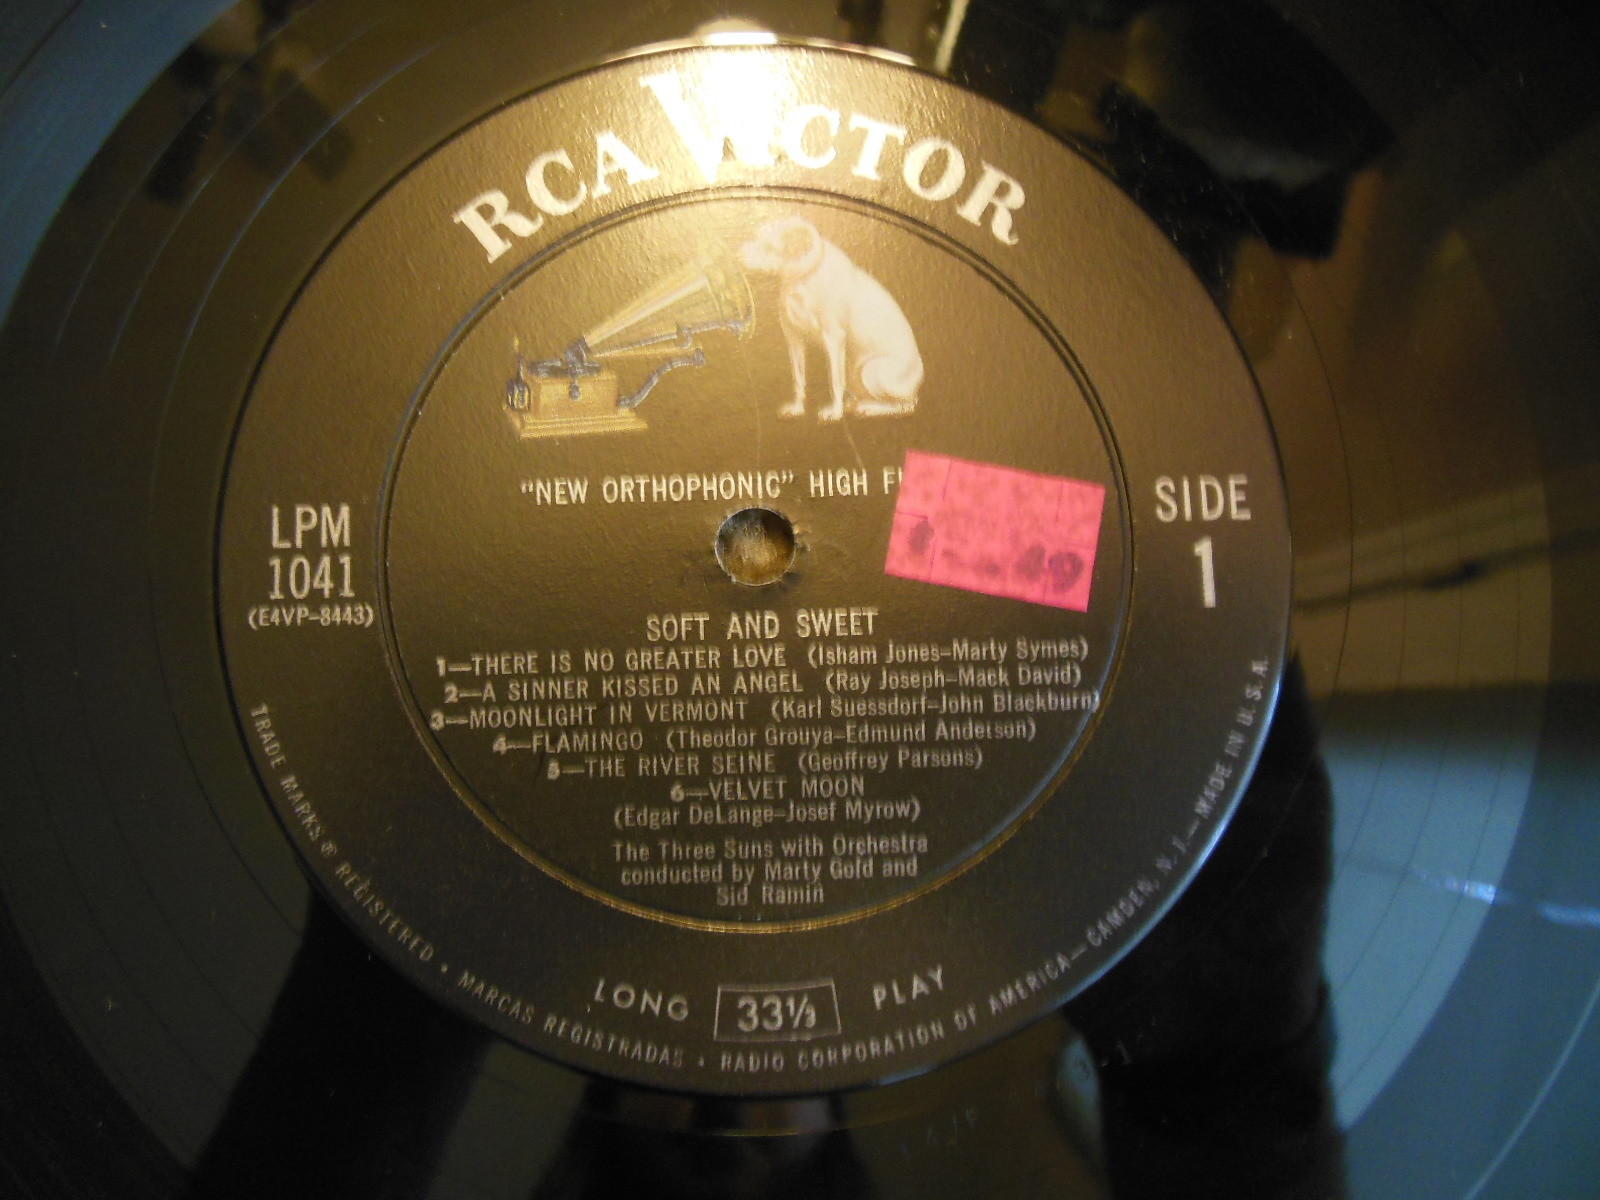 RCA VICTOR
"NEW ORTHOPHONIC" HIGH
LPM
1041
(E4VP-8443)
SIDE
1
49
SOFT AND SWEET
1—THERE IS NO GREATER LOVE (Isham Jones-Marty Symes)
2—A SINNER KISSED AN ANGEL (Ray Joseph-Mack David)
3—MOONLIGHT IN VERMONT (Karl Suessdorf-John Blackburn)
4—FLAMINGO (Theodor Grouya-Edmund Anderson)
5—THE RIVER SEINE (Geoffrey Parsons)
6—VELVET MOON
(Edgar DeLange-Josef Myrow)
The Three Suns with Orchestra
conducted by Marty Gold and
Sid Ramin
LONG 33⅓ PLAY
TRADE MARKS ® REGISTERED • MARCAS REGISTRADAS • RADIO CORPORATION OF AMERICA—CAMDEN, N. J.—MADE IN U. S. A.